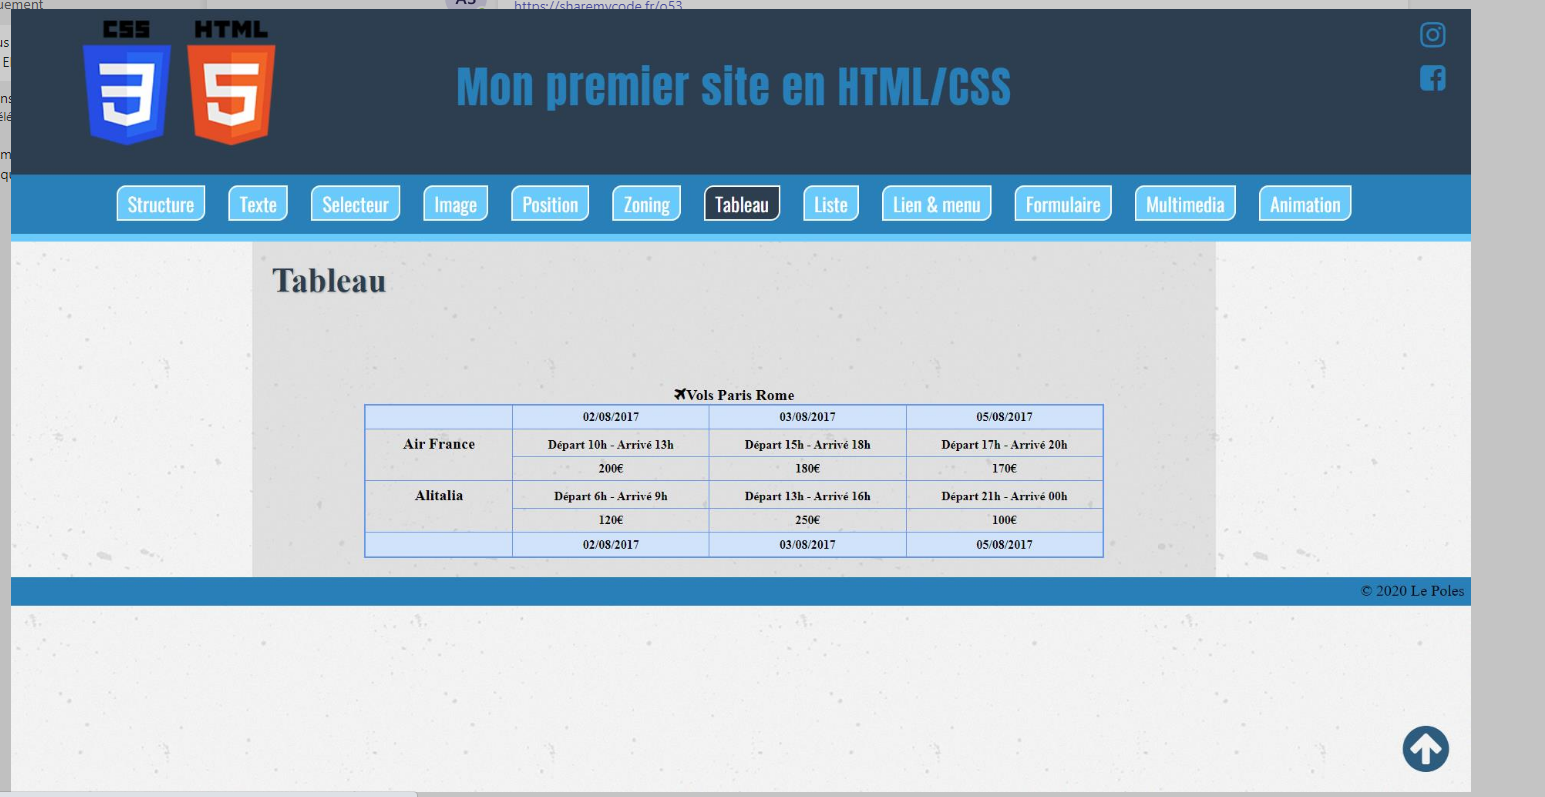 uement
https://sharemycode.fr/o53
CSS HTML
Mon premier site en HTML/CSS
Structure Texte Selecteur Image Position Zoning Tableau Liste Lien & menu Formulaire Multimedia Animation
Tableau
Vols Paris Rome
02/08/2017 03/08/2017 05/08/2017
Air France Départ 10h - Arrivé 13h Départ 15h - Arrivé 18h Départ 17h - Arrivé 20h
200€ 180€ 170€
Alitalia Départ 6h - Arrivé 9h Départ 13h - Arrivé 16h Départ 21h - Arrivé 00h
120€ 250€ 100€
02/08/2017 03/08/2017 05/08/2017
© 2020 Le Poles